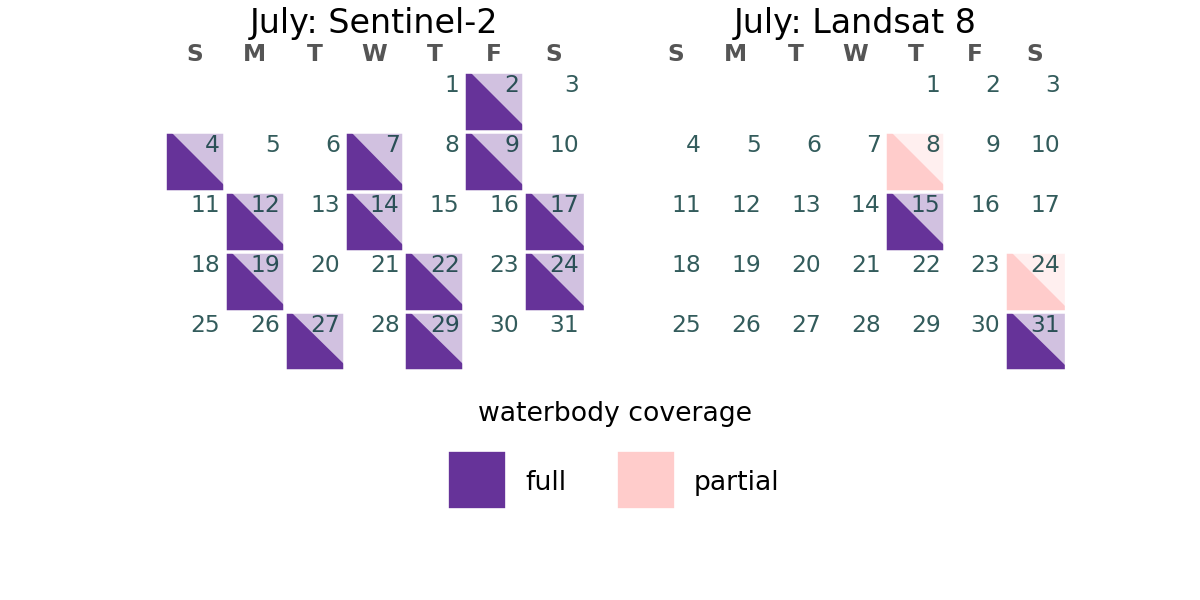 July: Sentinel-2
S M T W T F S
1 2 3
4 5 6 7 8 9 10
11 12 13 14 15 16 17
18 19 20 21 22 23 24
25 26 27 28 29 30 31
July: Landsat 8
S M T W T F S
1 2 3
4 5 6 7 8 9 10
11 12 13 14 15 16 17
18 19 20 21 22 23 24
25 26 27 28 29 30 31
waterbody coverage
full
partial